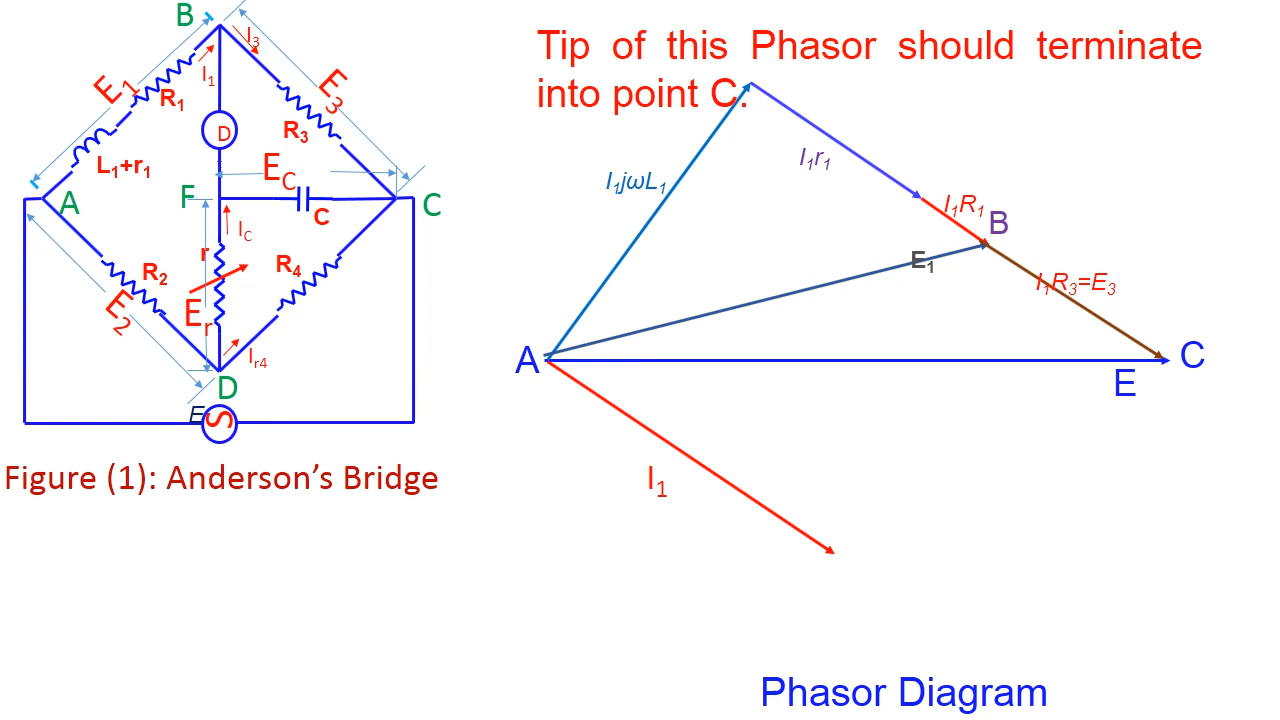 B
I3
E1
I1
R1
E3
D
R3
L1+r1
EC
A
F
C
C
IC
r
R2
R4
E2
Er
Ir4
D
E
S
Figure (1): Anderson’s Bridge
Tip of this Phasor should terminate
into point C.
I1r1
I1jωL1
I1R1
B
E1
I1R3=E3
A
C
E
I1
Phasor Diagram